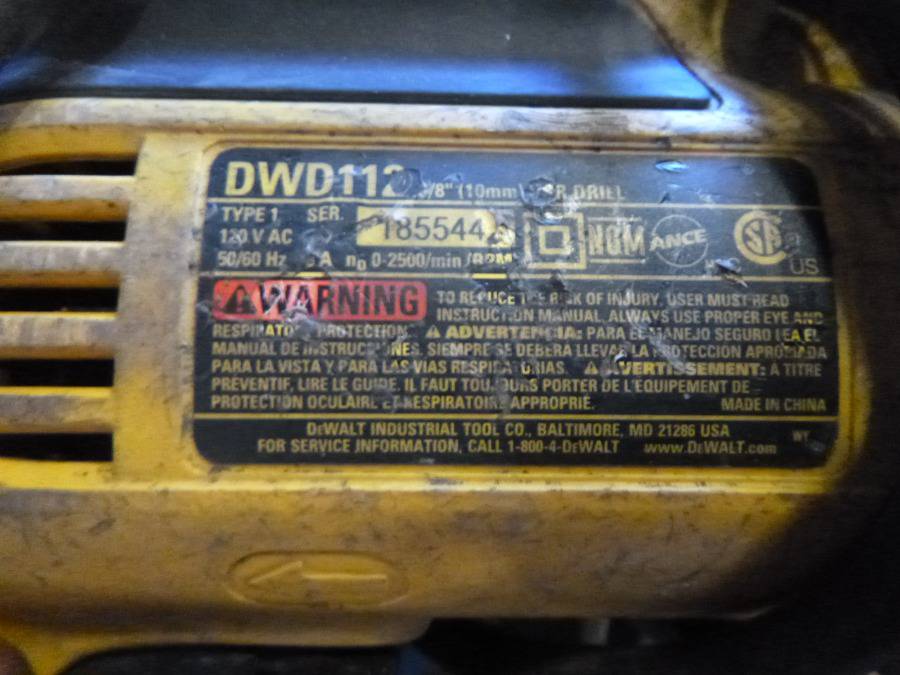 DWD112 3/8" (10mm) VSR DRILL
TYPE 1 SER. 185544
120 V AC NOM ANCE SA US
50/60 Hz A n0 0-2500/min (RPM)
WARNING TO REDUCE THE RISK OF INJURY, USER MUST READ
INSTRUCTION MANUAL. ALWAYS USE PROPER EYE AND
RESPIRATORY PROTECTION. ADVERTENCIA: PARA EL MANEJO SEGURO LEA EL
MANUAL DE INSTRUCCIONES. SIEMPRE SE DEBERA LLEVAR LA PROTECCION APROMADA
PARA LA VISTA Y PARA LAS VIAS RESPIRATORIAS. AVERTISSEMENT: À TITRE
PRÉVENTIF, LIRE LE GUIDE. IL FAUT TOUJOURS PORTER DE L'EQUIPEMENT DE
PROTECTION OCULAIRE ET RESPIRATOIRE APPROPRIÉ. MADE IN CHINA
DEWALT INDUSTRIAL TOOL CO., BALTIMORE, MD 21286 USA
FOR SERVICE INFORMATION, CALL 1-800-4-DEWALT www.DEWALT.com